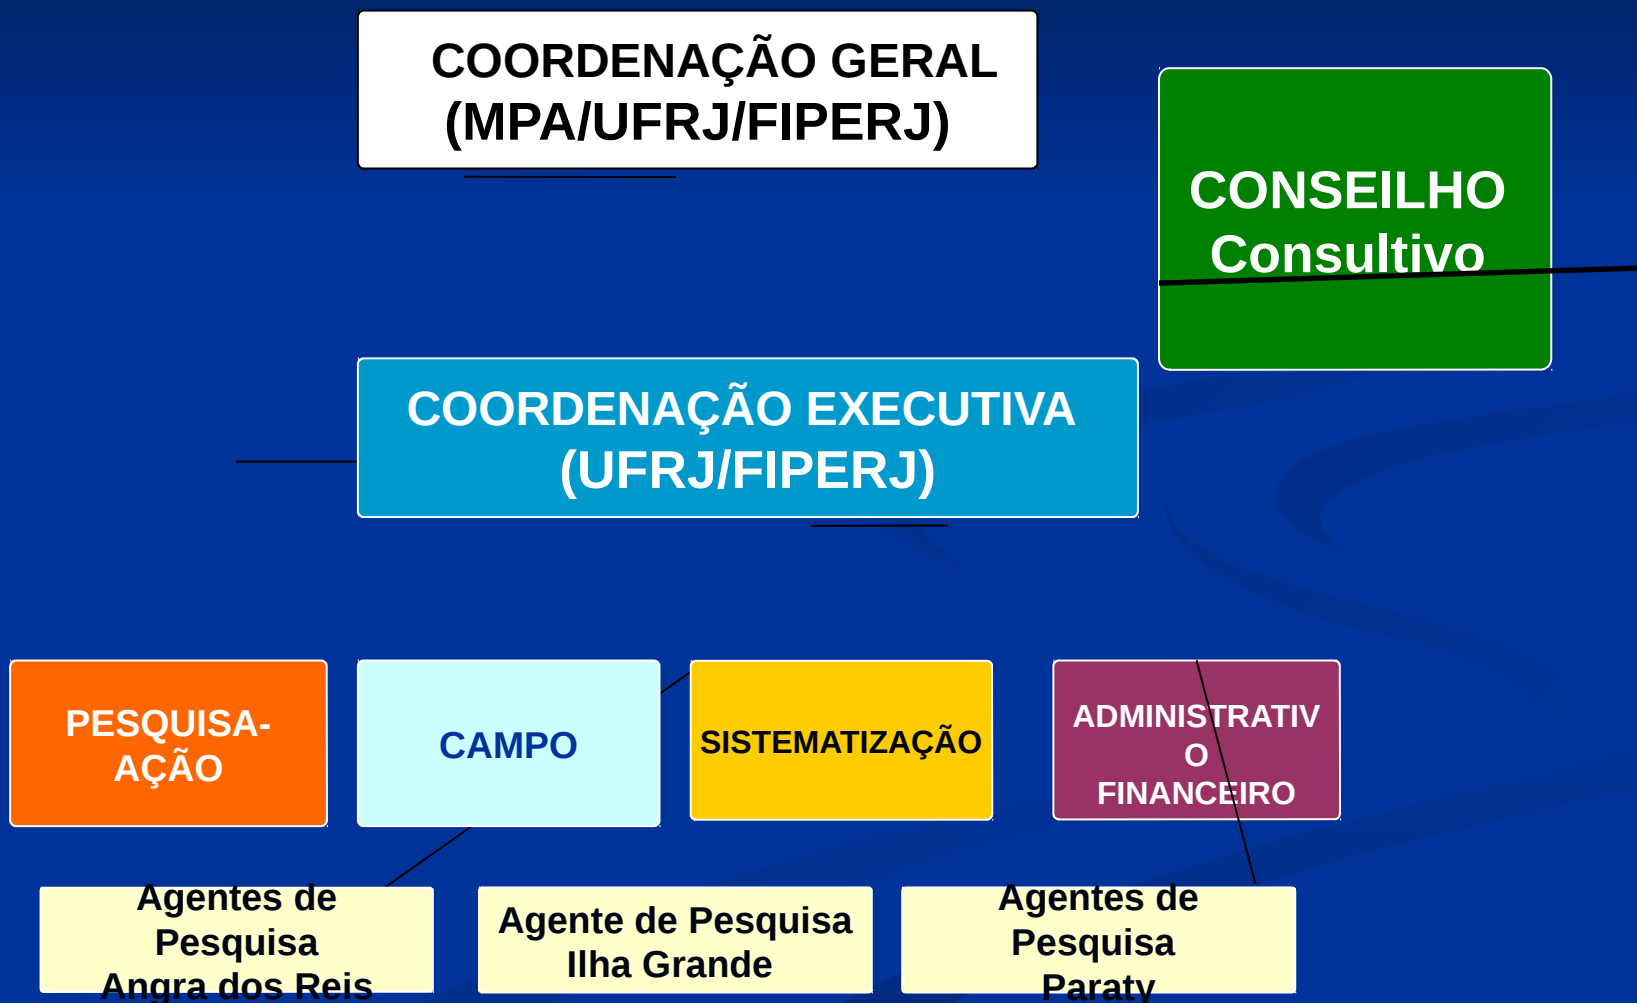 COORDENAÇÃO GERAL
(MPA/UFRJ/FIPERJ)
CONSEILHO
Consultivo
COORDENAÇÃO EXECUTIVA
(UFRJ/FIPERJ)
PESQUISA-
AÇÃO
CAMPO
SISTEMATIZAÇÃO
ADMINISTRATIV
O
FINANCEIRO
Agentes de
Pesquisa
Angra dos Reis
Agente de Pesquisa
Ilha Grande
Agentes de
Pesquisa
Paraty